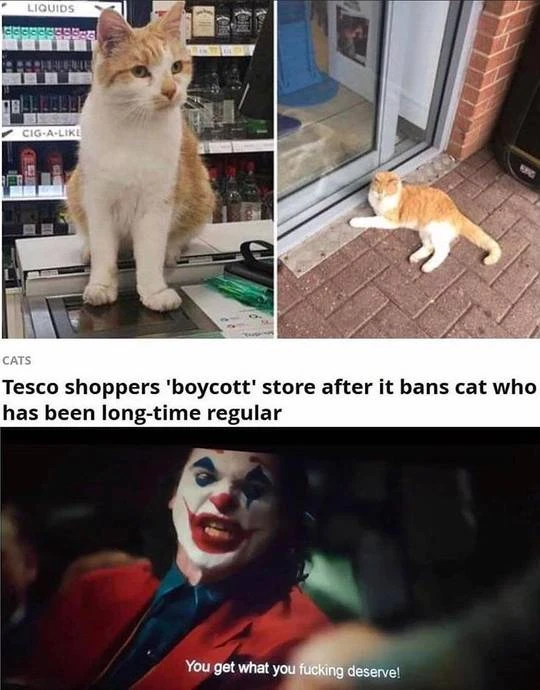 LIQUIDS
CIG-A-LIKE
CATS
Tesco shoppers 'boycott' store after it bans cat who
has been long-time regular
You get what you fucking deserve!